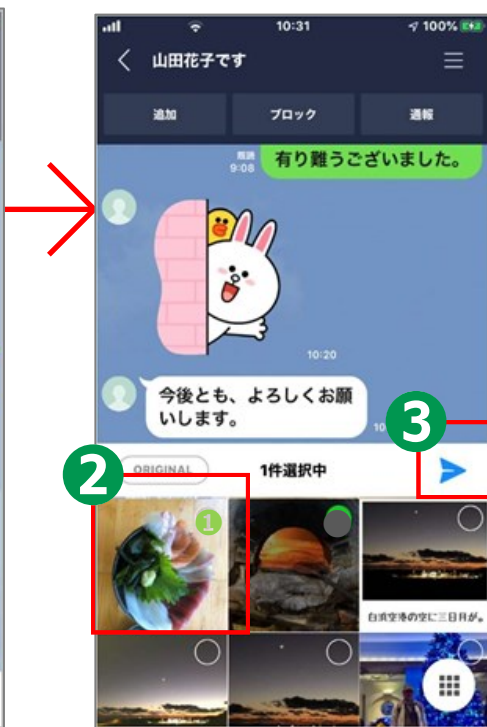 10:31
100%
山田花子です
追加
ブロック
通報
既読
9:08
有り難うございました。
10:20
今後とも、よろしくお願
いします。
3
2
ORIGINAL
1件選択中
1
白浜空港の空に三日月が。